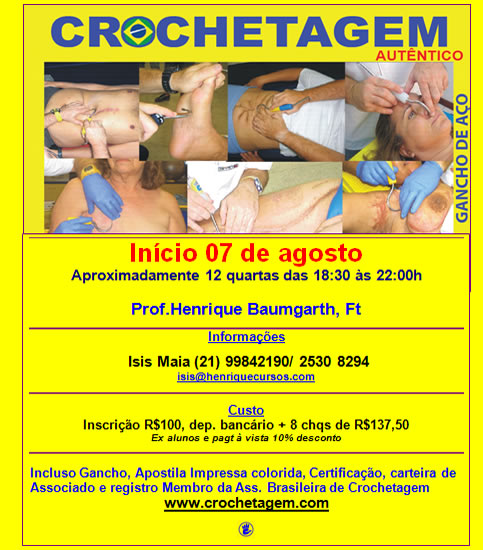 CROCHETAGEM
AUTÊNTICO
GANCHO DE AÇO
Início 07 de agosto
Aproximadamente 12 quartas das 18:30 às 22:00h
Prof.Henrique Baumgarth, Ft
Informações
Isis Maia (21) 99842190/ 2530 8294
isis@henriquecursos.com
Custo
Inscrição R$100, dep. bancário + 8 chqs de R$137,50
Ex alunos e pagt à vista 10% desconto
Incluso Gancho, Apostila Impressa colorida, Certificação, carteira de
Associado e registro Membro da Ass. Brasileira de Crochetagem
www.crochetagem.com